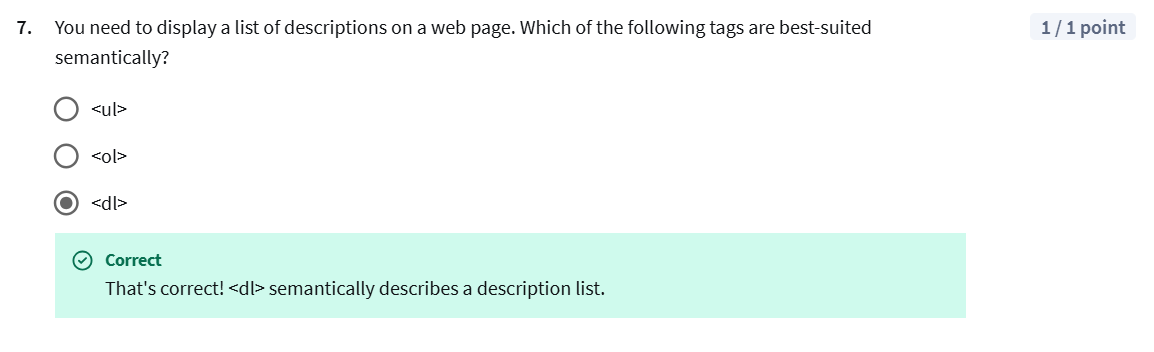 7. You need to display a list of descriptions on a web page. Which of the following tags are best-suited
semantically?
1 / 1 point
<ul>
<ol>
<dl>
Correct
That's correct! <dl> semantically describes a description list.